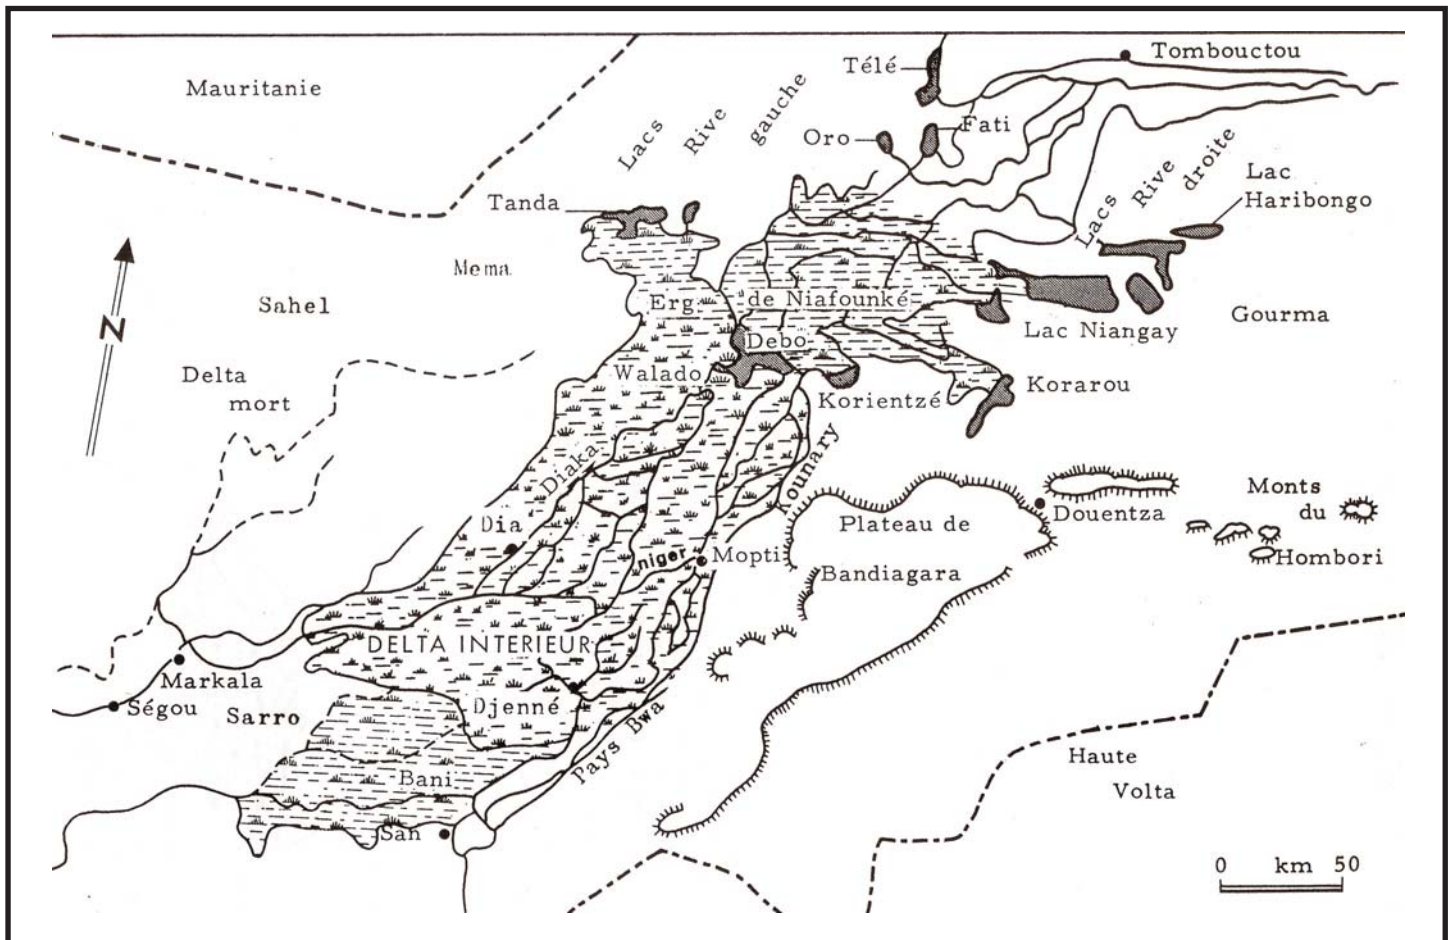 Tombouctou
Télé
Mauritanie
Lacs Rive gauche
Oro
Fati
Lacs Rive droite
Lac
Haribongo
Tanda
Mema
N
Sahel
Erg
de Niafounké
Gourma
Lac Niangay
Debo
Walado
Delta
mort
Korientzé
Korarou
Diaka
Kounary
Monts
du
Hombori
Dia
Plateau de
Bandiagara
Douentza
niger
Mopti
DELTA INTERIEUR
Markala
Ségou
Sarro
Djenné
Pays Bwa
Haute
Volta
Bani
San
0 km 50